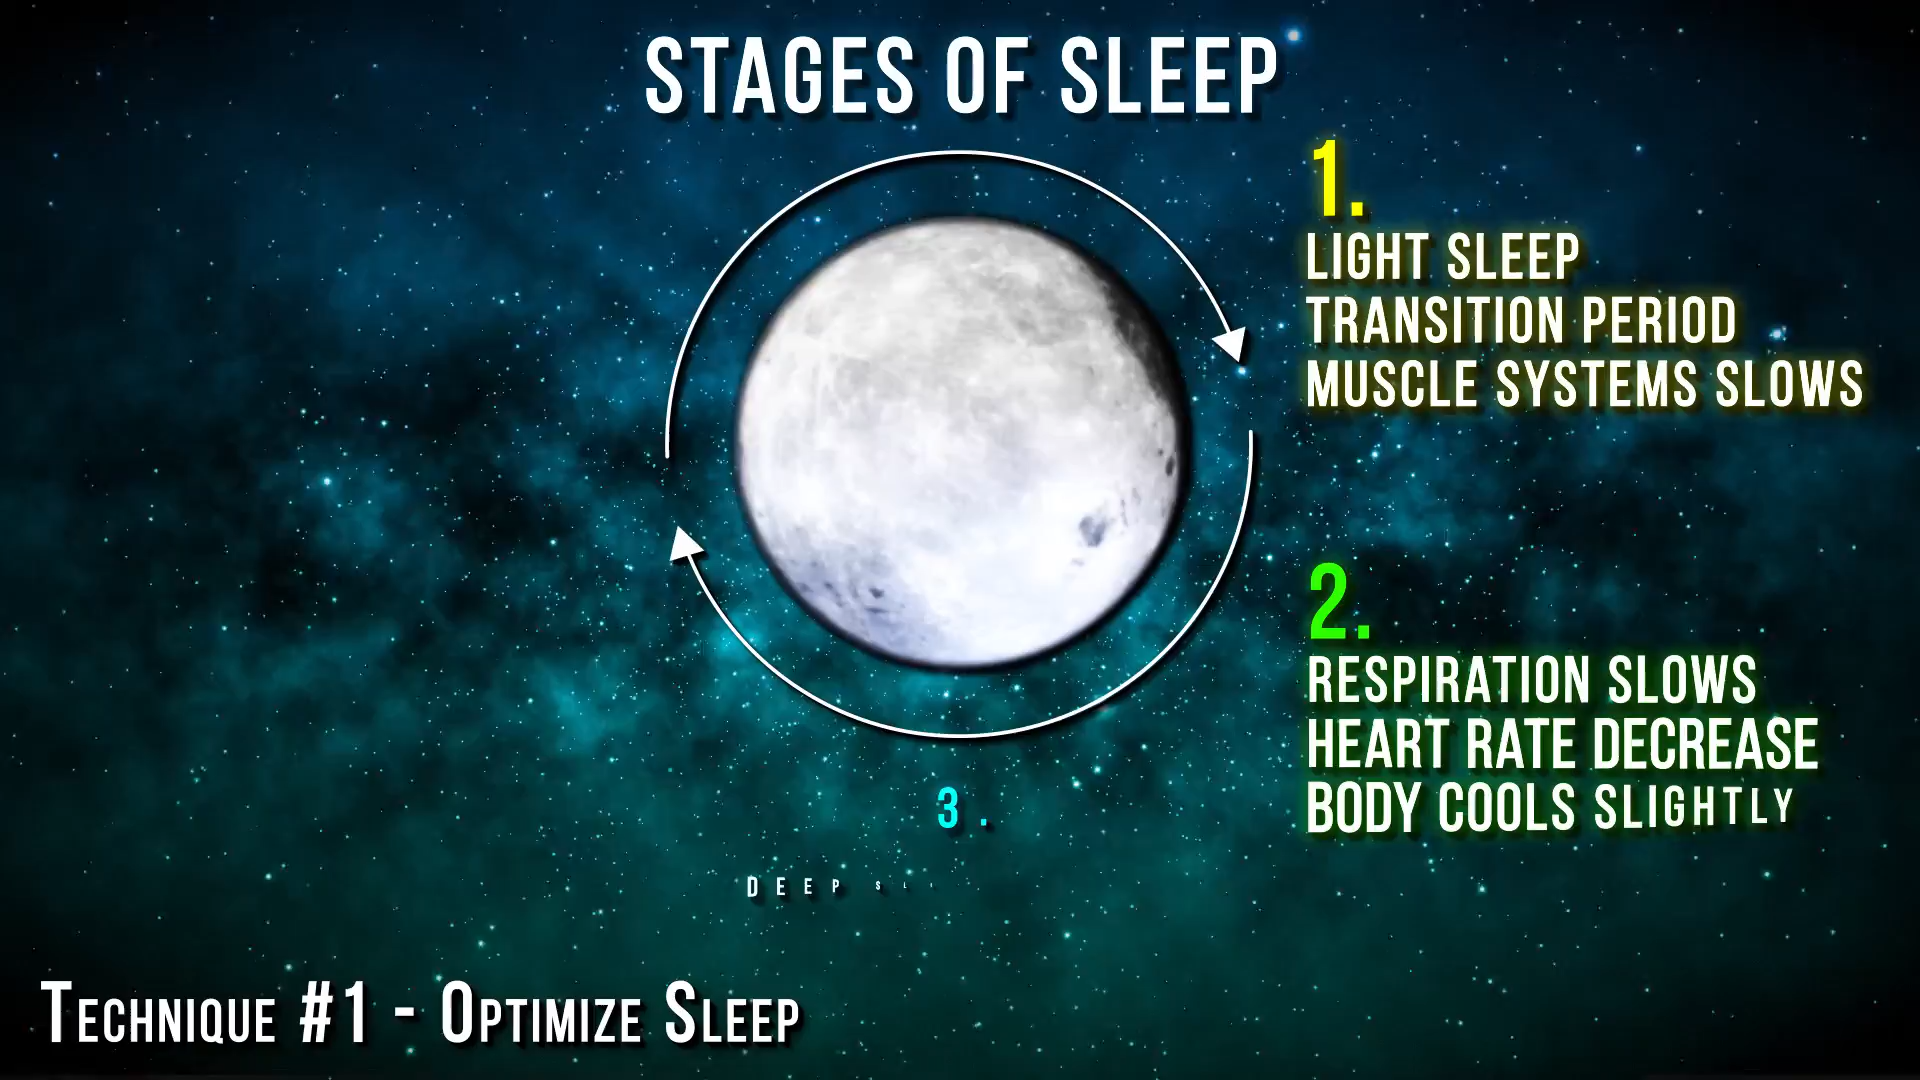 STAGES OF SLEEP
1.
LIGHT SLEEP
TRANSITION PERIOD
MUSCLE SYSTEMS SLOWS
2.
RESPIRATION SLOWS
HEART RATE DECREASE
BODY COOLS SLIGHTLY
3.
DEEP
TECHNIQUE #1 - OPTIMIZE SLEEP